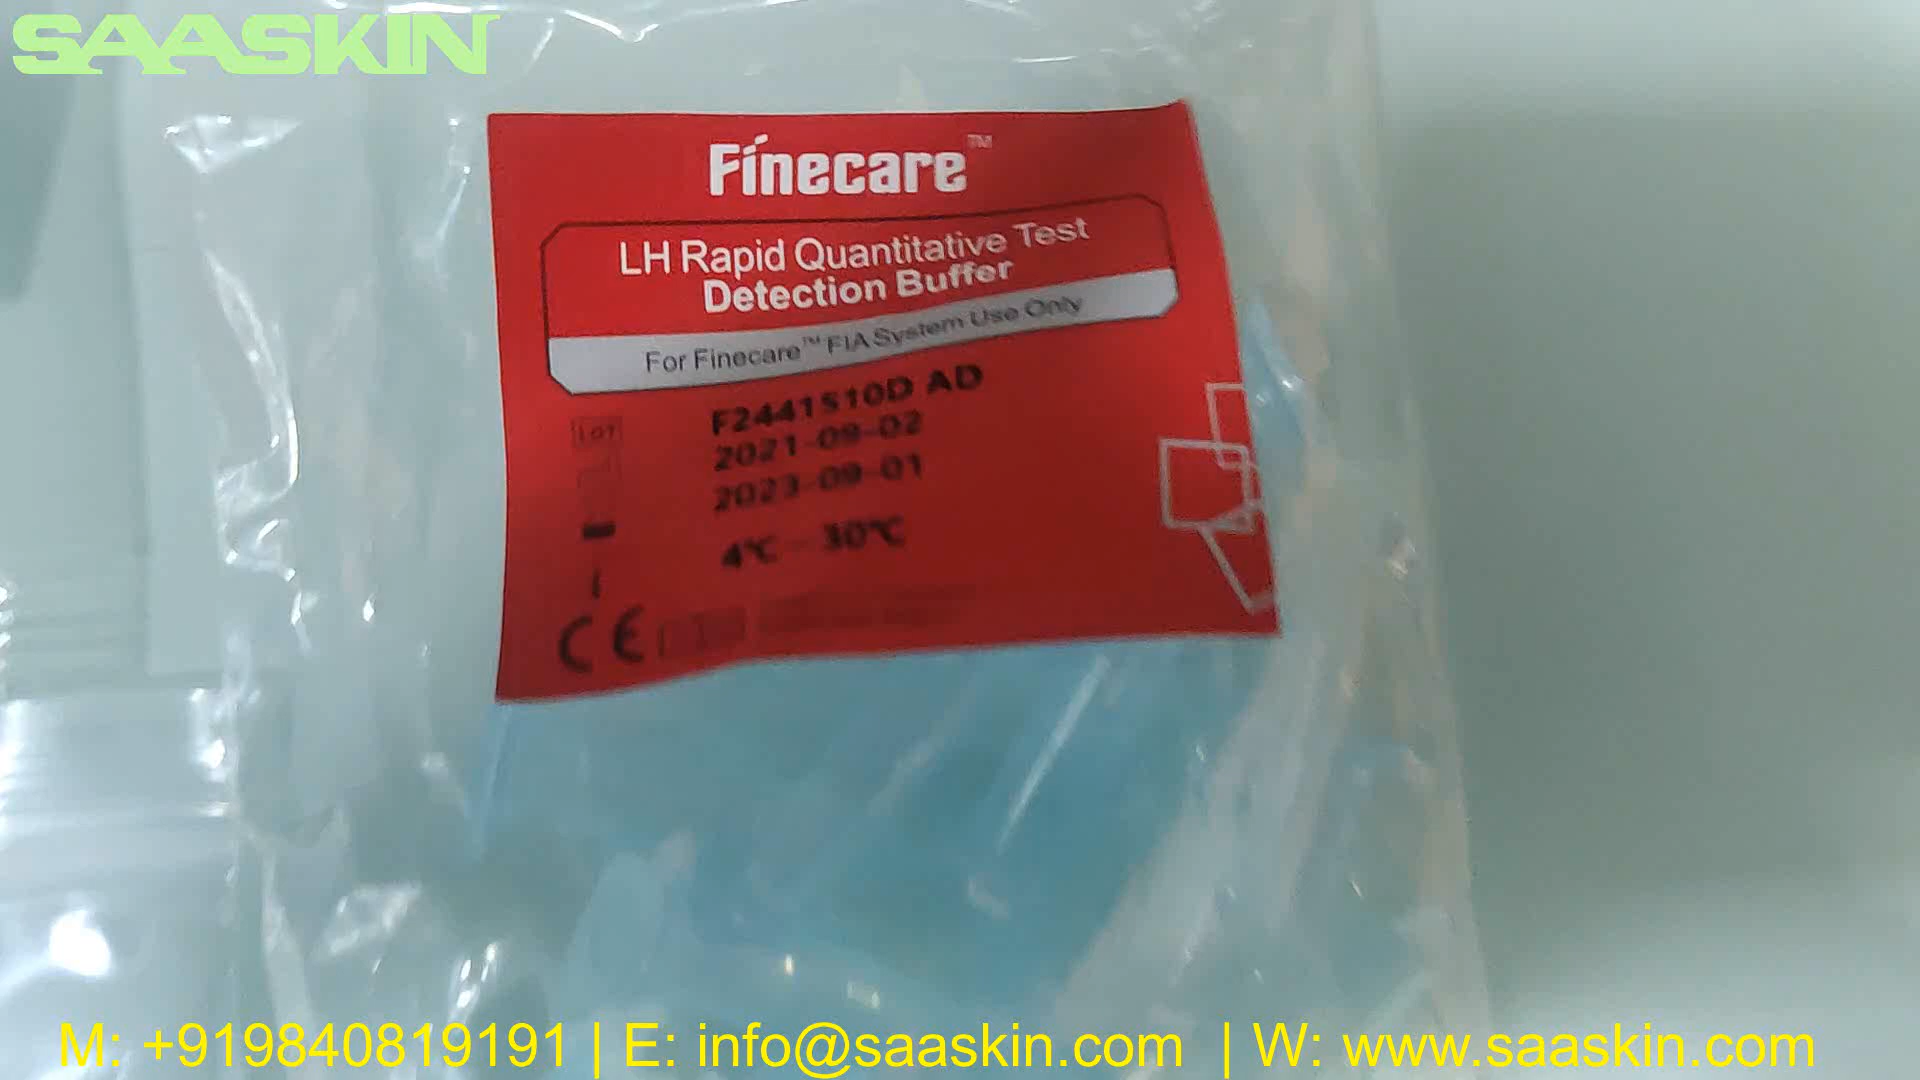 SAASKIN
Finecare™
LH Rapid Quantitative Test
Detection Buffer
For Finecare™ FIA System Use Only
LOT F2441510D AD
2021-09-02
2023-09-01
4℃ - 30℃
CE
M: +919840819191 | E: info@saaskin.com | W: www.saaskin.com